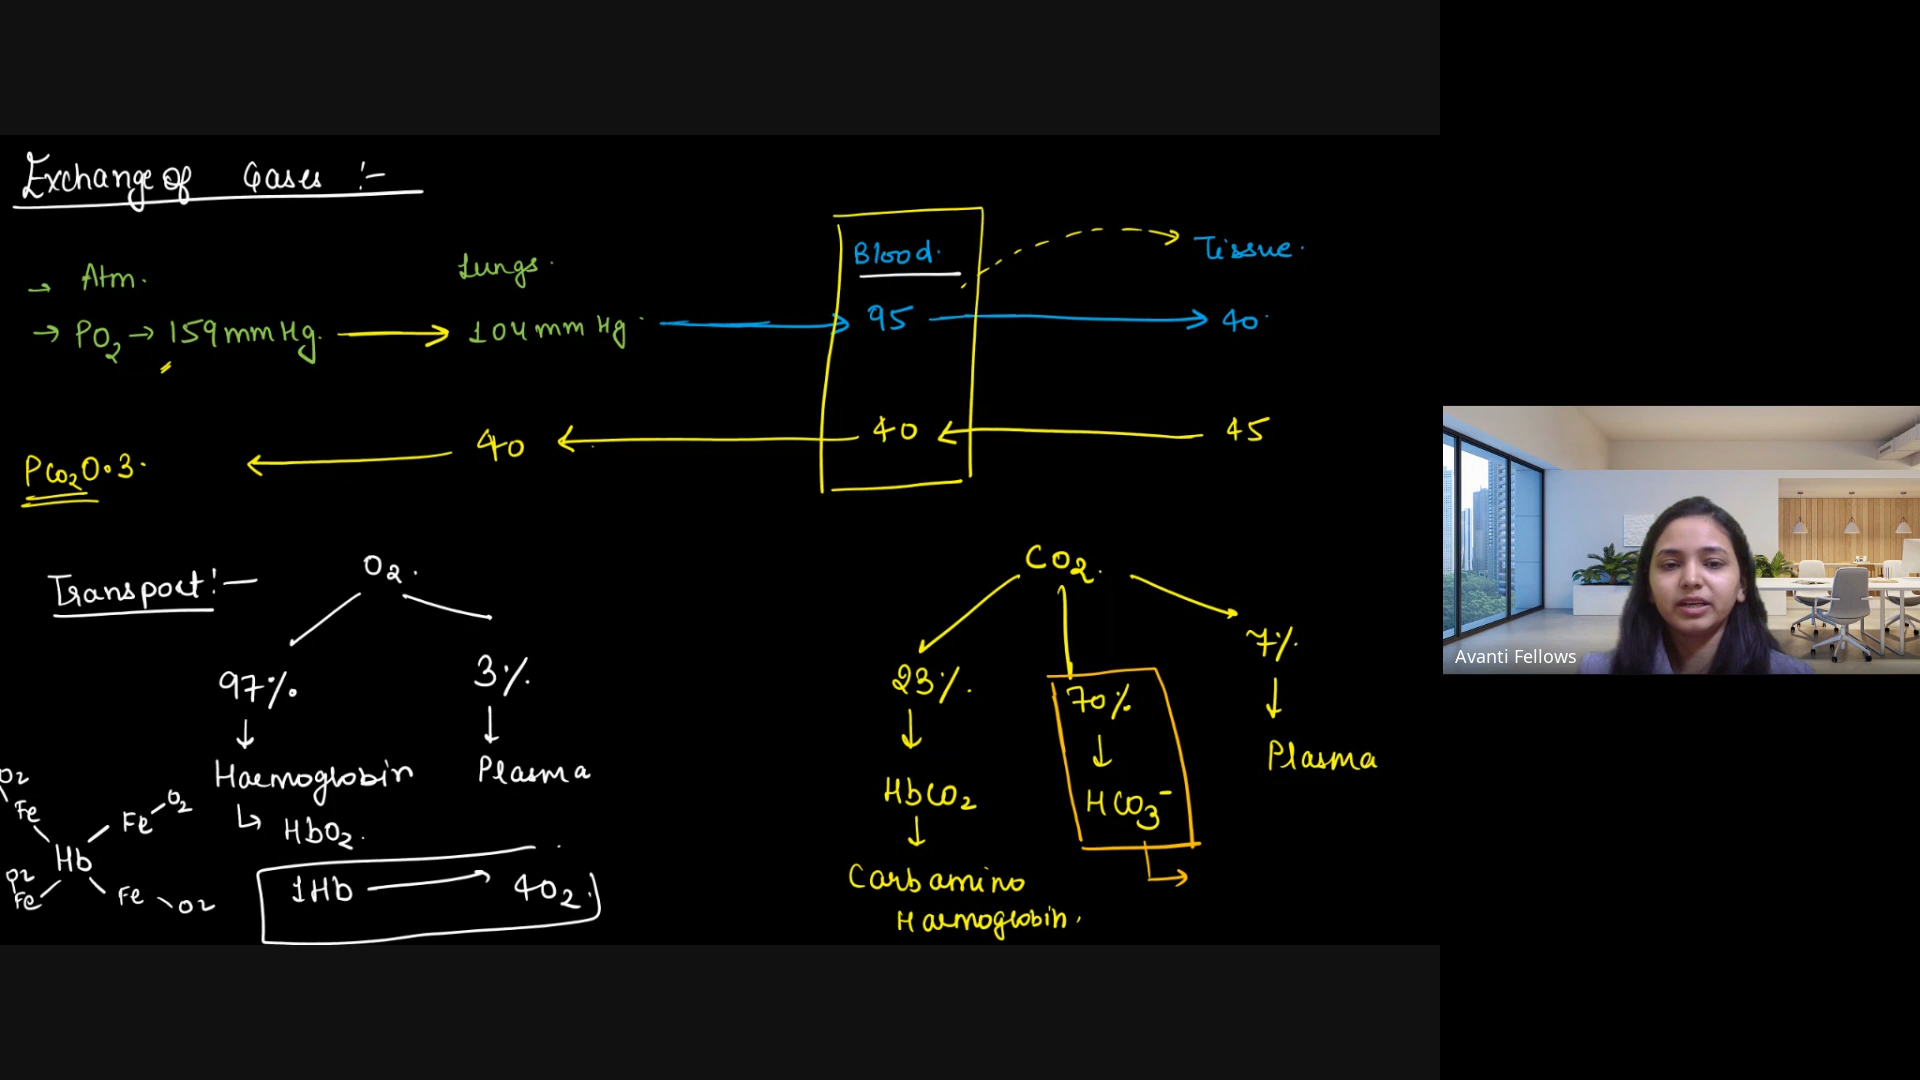 Exchange of Gases :-
Lungs.
Blood.
Tissue.
→ Atm.
→ PO2 → 159 mm Hg. → 104 mm Hg. → 95 → 40.
PCO2 0.3. ← 40 ← 40 ← 45
Transport:-
O2.
97%. 3%.
↓ ↓
Haemoglobin Plasma
↳ HbO2.
O2
Fe
Fe - O2
Hb
O2
Fe
Fe - O2
1Hb → 4O2.
CO2.
23%. 70%. 7%.
↓ ↓ ↓
HbCO2 HCO3⁻ Plasma
↓
Carbamino
Haemoglobin.
Avanti Fellows